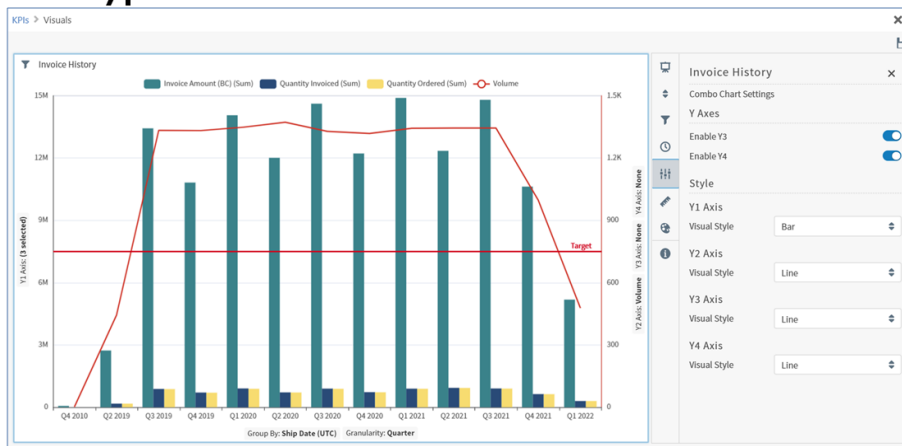 KPIs > Visuals
Invoice History
Invoice Amount (BC) (Sum) Quantity Invoiced (Sum) Quantity Ordered (Sum) Volume
15M
12M
9M
6M
3M
0
Y1 Axis: (3 selected)
1.5K
1.2K
900
600
300
0
Y4 Axis: None
Y3 Axis: None
Y2 Axis: Volume
Target
Q4 2010 Q2 2019 Q3 2019 Q4 2019 Q1 2020 Q2 2020 Q3 2020 Q4 2020 Q1 2021 Q2 2021 Q3 2021 Q4 2021 Q1 2022
Group By: Ship Date (UTC) Granularity: Quarter
Invoice History
Combo Chart Settings
Y Axes
Enable Y3
Enable Y4
Style
Y1 Axis
Visual Style Bar
Y2 Axis
Visual Style Line
Y3 Axis
Visual Style Line
Y4 Axis
Visual Style Line